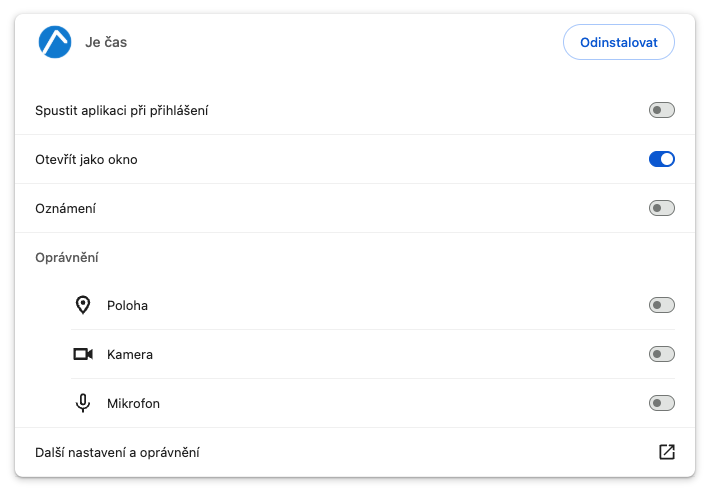 Je čas
Odinstalovat
Spustit aplikaci při přihlášení
Otevřít jako okno
Oznámení
Oprávnění
Poloha
Kamera
Mikrofon
Další nastavení a oprávnění